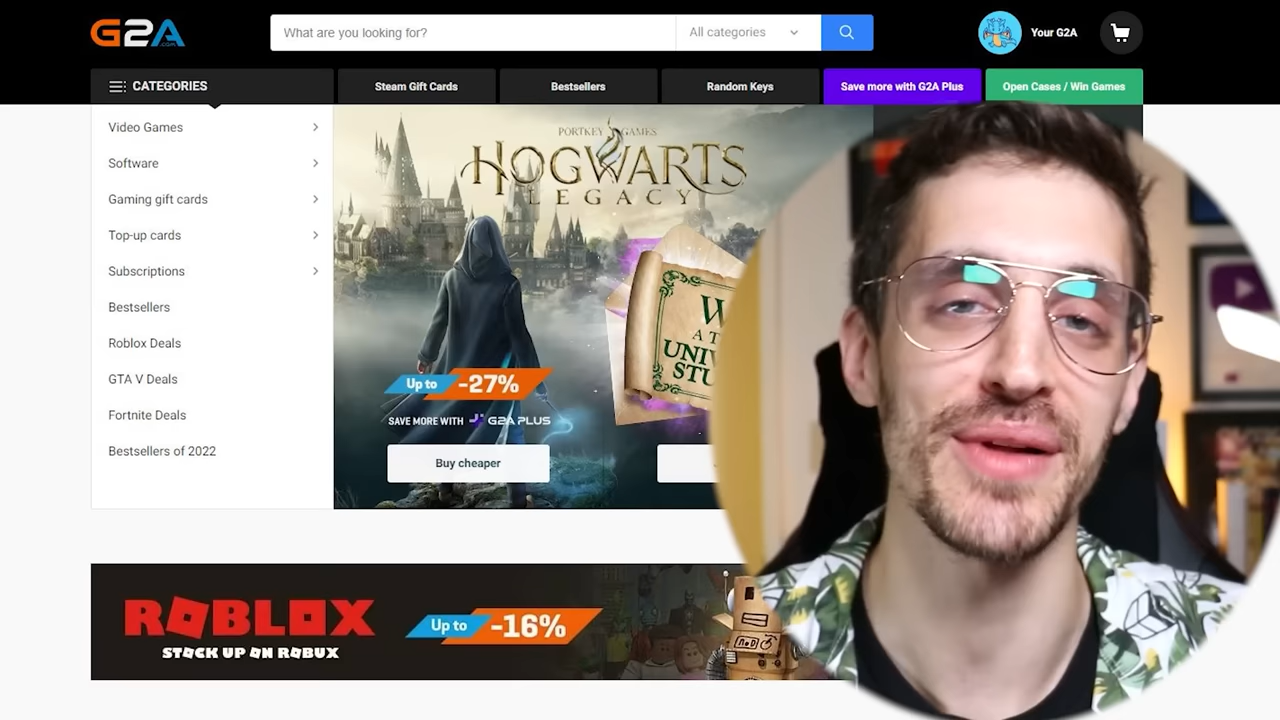 G2A
.com
What are you looking for?
All categories
Your G2A
CATEGORIES
Steam Gift Cards
Bestsellers
Random Keys
Save more with G2A Plus
Open Cases / Win Games
Video Games
Software
Gaming gift cards
Top-up cards
Subscriptions
Bestsellers
Roblox Deals
GTA V Deals
Fortnite Deals
Bestsellers of 2022
PORTKEY GAMES
HOGWARTS
LEGACY
Up to -27%
SAVE MORE WITH G2A PLUS
Buy cheaper
ROBLOX
STOCK UP ON ROBUX
Up to -16%